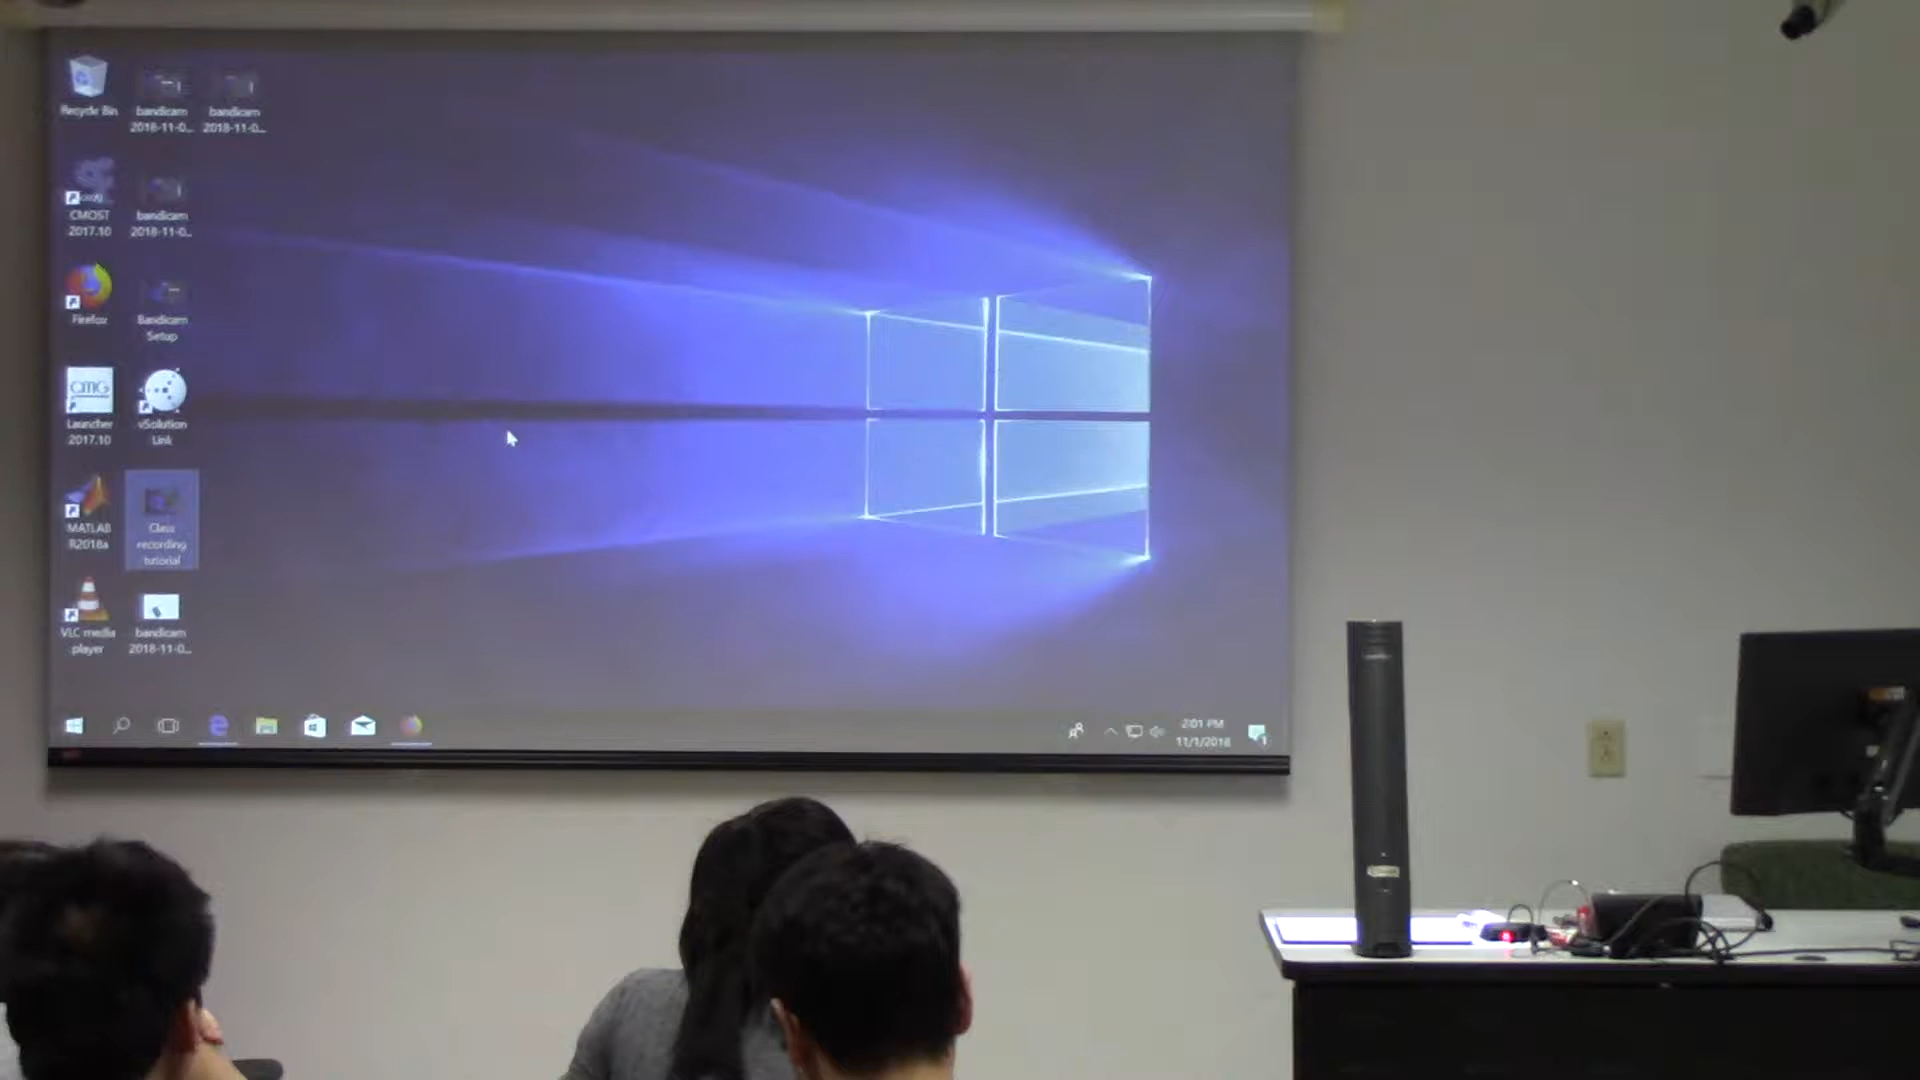 Recycle Bin
bandicam
2018-11-0...
bandicam
2018-11-0...
CMOST
2017.10
bandicam
2018-11-0...
Firefox
Bandicam
Setup
CMG
Launcher
2017.10
vSolution
Link
MATLAB
R2018a
Class
recording
tutorial
VLC media
player
bandicam
2018-11-0...
2:01 PM
11/1/2018
1